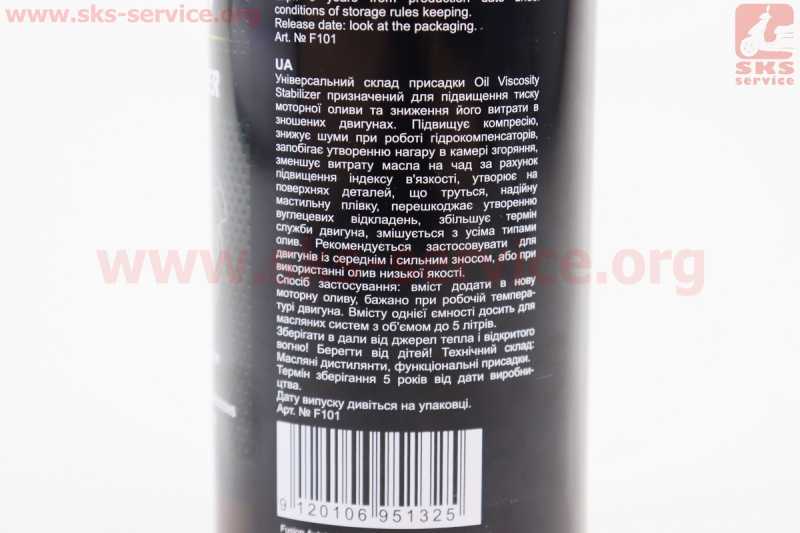 https://sks-service.org
SKS
service
conditions of storage rules keeping.
Release date: look at the packaging.
Art. № F101
UA
Універсальний склад присадки Oil Viscosity
Stabilizer призначений для підвищення тиску
моторної оливи та зниження його витрати в
зношених двигунах. Підвищує компресію,
знижує шуми при роботі гідрокомпенсаторів,
запобігає утворенню нагару в камері згоряння,
зменшує витрату масла на чад за рахунок
підвищення індексу в'язкості, утворює на
поверхнях деталей, що труться, надійну
мастильну плівку, перешкоджає утворенню
вуглецевих відкладень, збільшує термін
служби двигуна, змішується з усіма типами
олив. Рекомендується застосовувати для
двигунів із середнім і сильним зносом, або при
використанні олив низької якості.
Спосіб застосування: вміст додати в нову
моторну оливу, бажано при робочій темпера-
турі двигуна. Вмісту однієї ємності досить для
масляних систем з об'ємом до 5 літрів.
Зберігати в дали від джерел тепла і відкритого
вогню! Берегти від дітей! Технічний склад:
Масляні дистилянти, функціональні присадки.
Термін зберігання 5 років від дати виробни-
цтва.
Дату випуску дивіться на упаковці.
Арт. № F101
9 120106 951325
www.sks-service.org